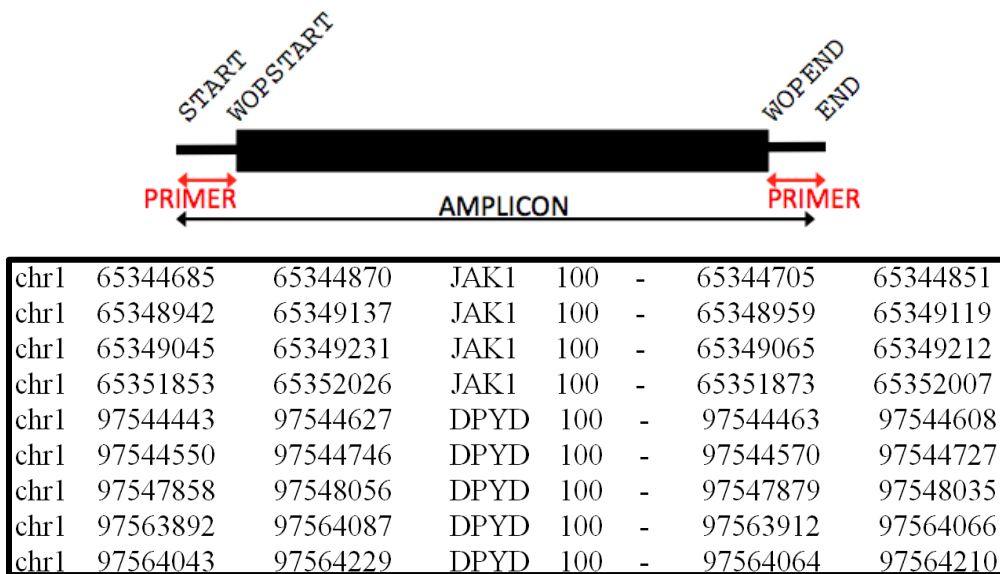 START WOPSTART WOPEND END
PRIMER AMPLICON PRIMER
chr1 65344685 65344870 JAK1 100 - 65344705 65344851
chr1 65348942 65349137 JAK1 100 - 65348959 65349119
chr1 65349045 65349231 JAK1 100 - 65349065 65349212
chr1 65351853 65352026 JAK1 100 - 65351873 65352007
chr1 97544443 97544627 DPYD 100 - 97544463 97544608
chr1 97544550 97544746 DPYD 100 - 97544570 97544727
chr1 97547858 97548056 DPYD 100 - 97547879 97548035
chr1 97563892 97564087 DPYD 100 - 97563912 97564066
chr1 97564043 97564229 DPYD 100 - 97564064 97564210